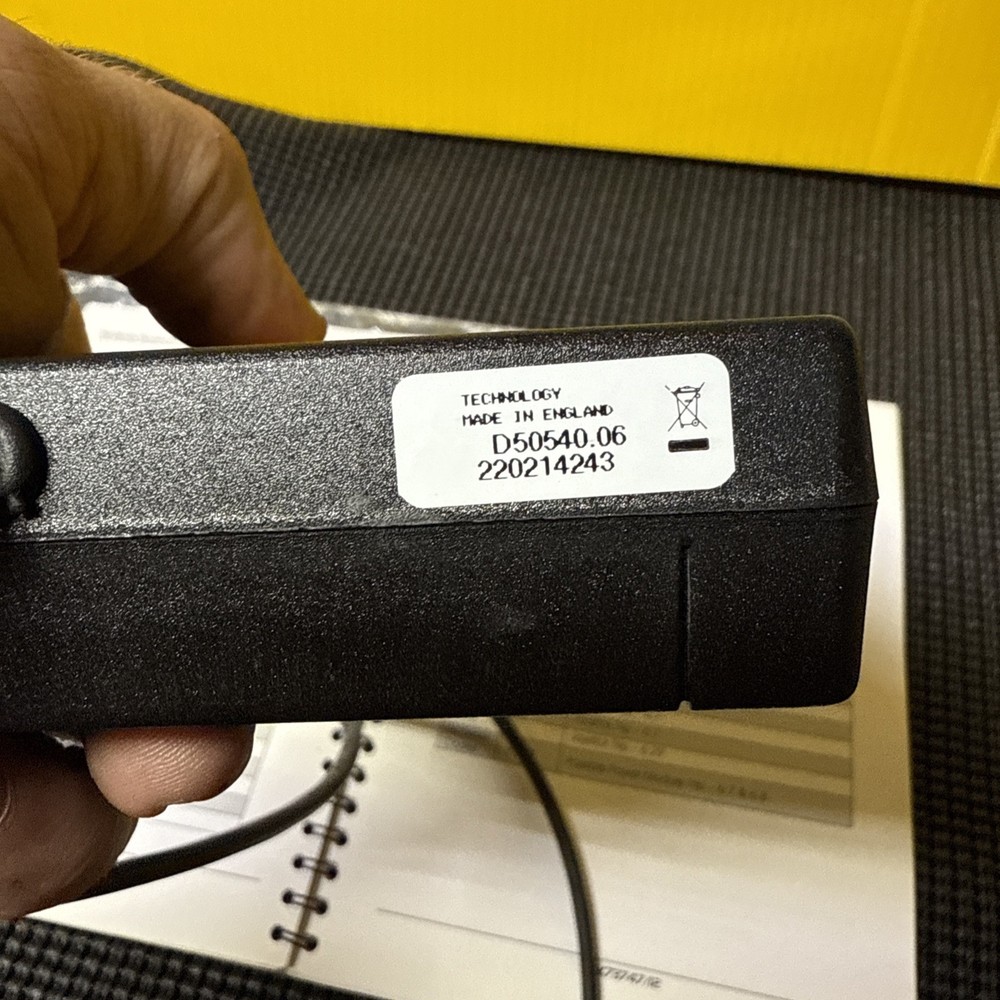 TECHNOLOGY
MADE IN ENGLAND
D50540.06
220214243